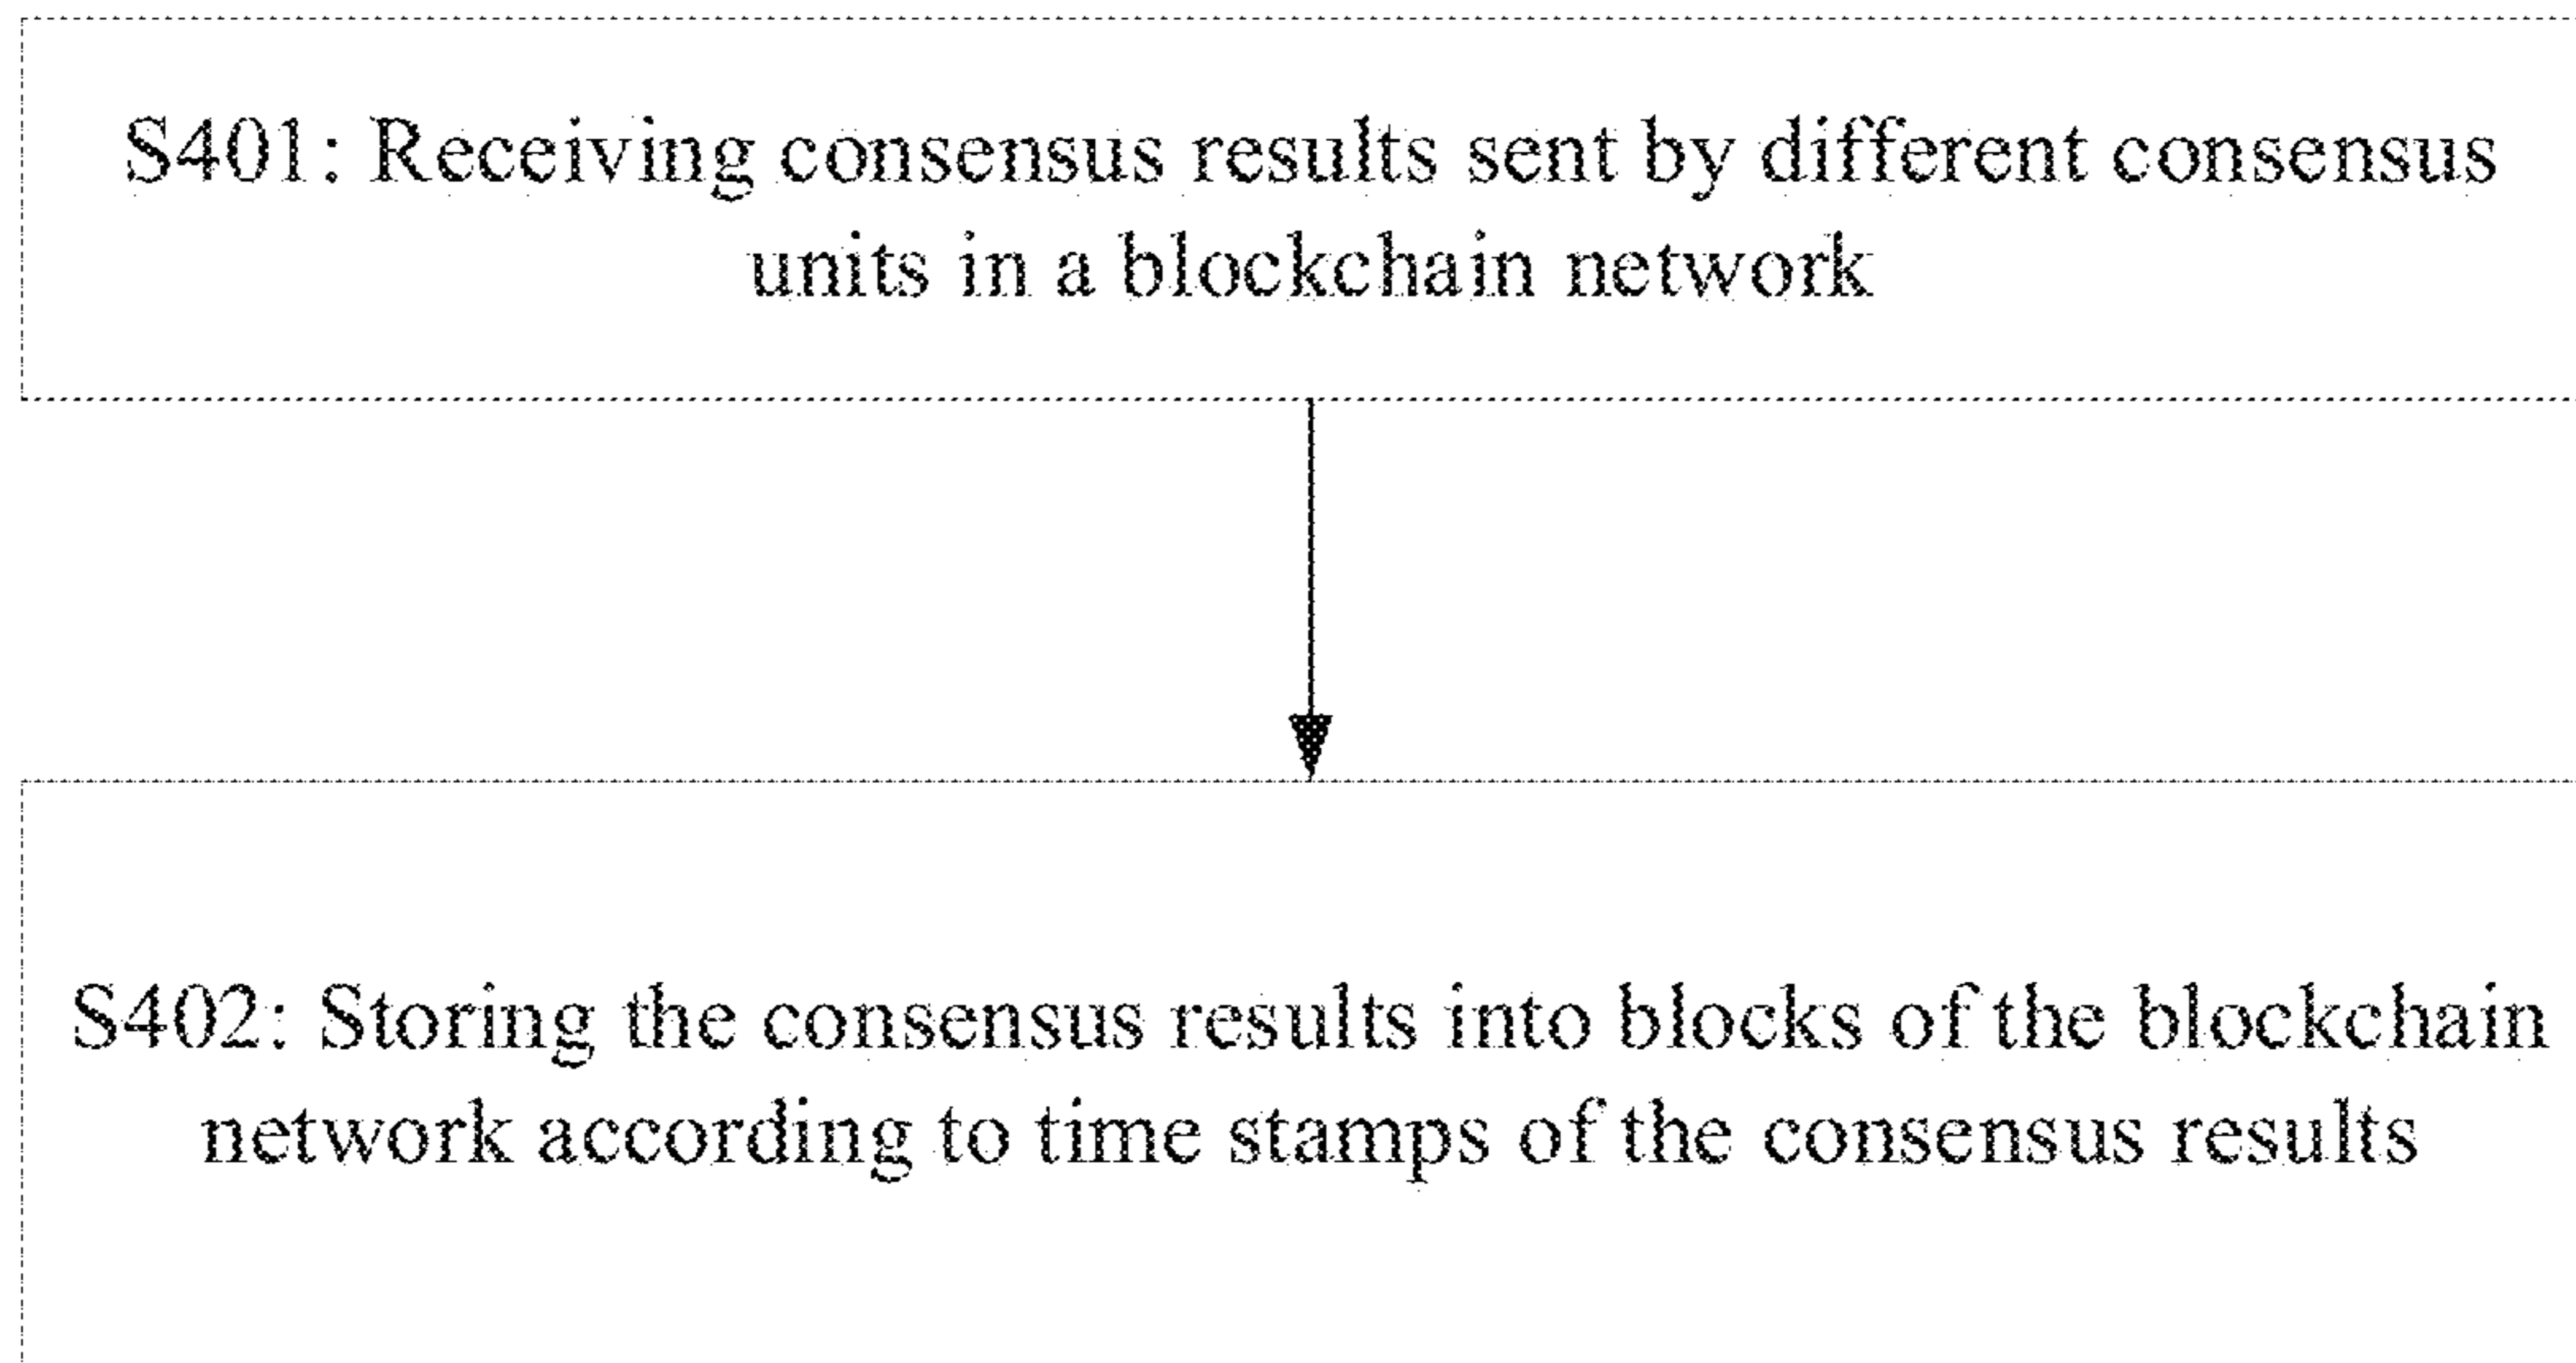 S401: Receiving consensus results sent by different consensus
units in a blockchain network
S402: Storing the consensus results into blocks of the blockchain
network according to time stamps of the consensus results